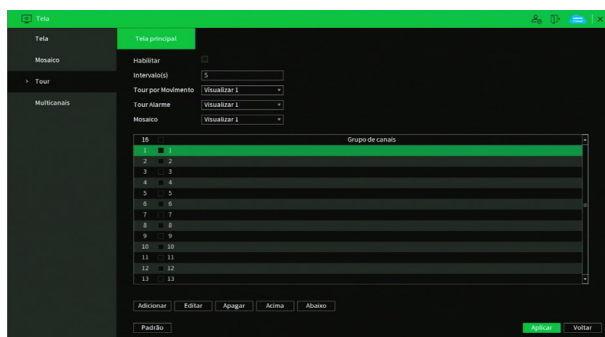 Tela
Tela
Mosaico
Tour
Multicanais
Tela principal
Habilitar
Intervalo(s) 5
Tour por Movimento Visualizar 1
Tour Alarme Visualizar 1
Mosaico Visualizar 1
16 Grupo de canais
1 1
2 2
3 3
4 4
5 5
6 6
7 7
8 8
9 9
10 10
11 11
12 12
13 13
Adicionar Editar Apagar Acima Abaixo
Padrão Aplicar Voltar